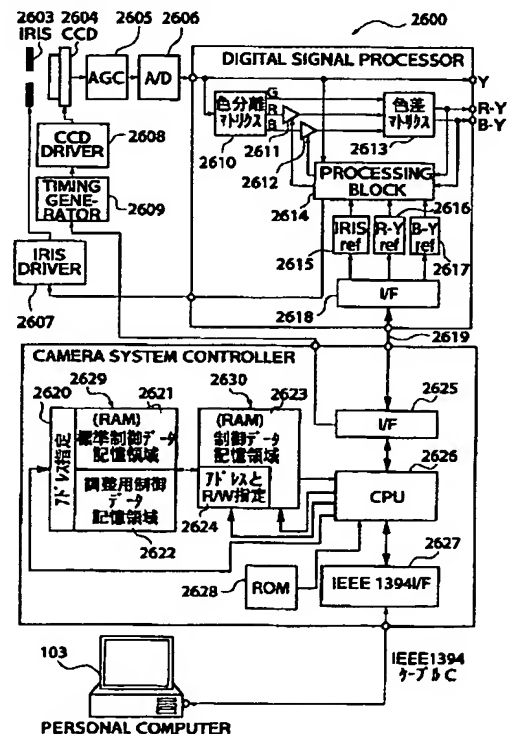 2600
2603 2604 2605 2606
IRIS CCD
DIGITAL SIGNAL PROCESSOR
AGC
A/D
Y
G
R
B
色分離
マトリクス
2610
2611
2612
色差
マトリクス
2613
R-Y
B-Y
CCD
DRIVER
2608
TIMING
GENE-
RATOR
2609
PROCESSING
BLOCK
2614
2616
IRIS
ref
R-Y
ref
B-Y
ref
2615
2617
IRIS
DRIVER
2607
I/F
2618
2619
CAMERA SYSTEM CONTROLLER
2620
2629
2621
2630
2623
2625
アドレス指定
(RAM)
標準制御データ
記憶領域
調整用制御
データ
記憶領域
2622
(RAM)
制御データ
記憶領域
アドレスと
R/W指定
2624
I/F
2626
CPU
2627
ROM
2628
IEEE 1394I/F
103
IEEE1394
ケーブルC
PERSONAL COMPUTER